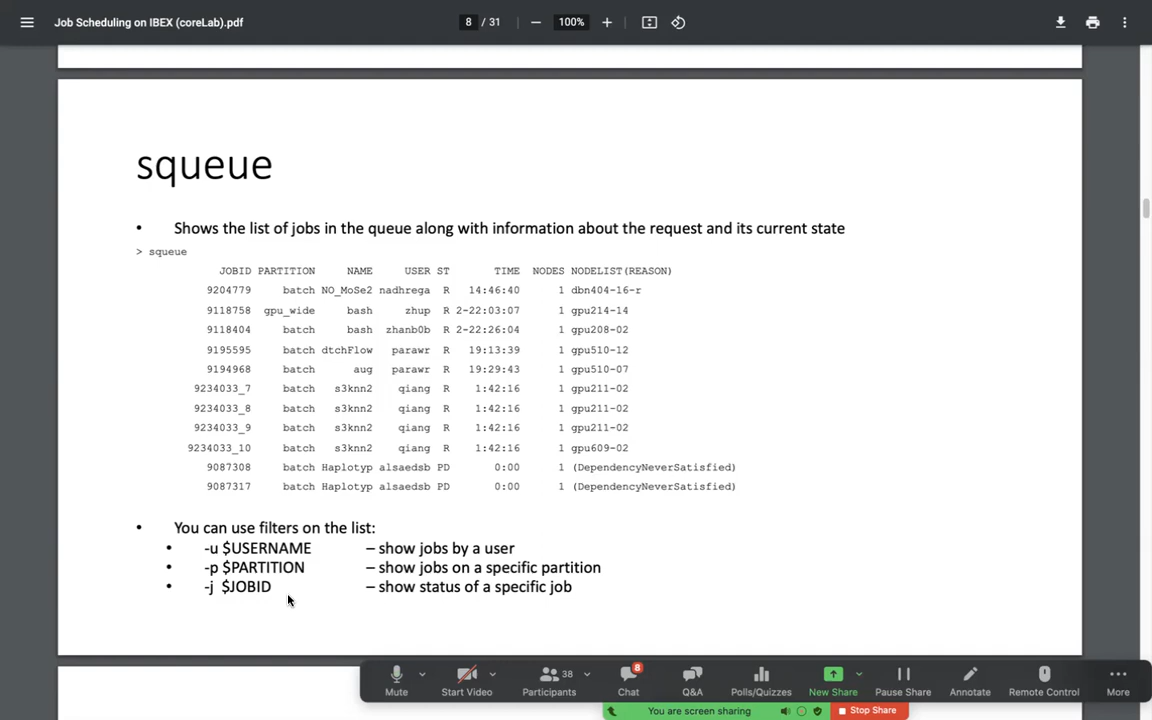 Job Scheduling on IBEX (coreLab).pdf
8 / 31
100%
squeue
• Shows the list of jobs in the queue along with information about the request and its current state
> squeue
JOBID PARTITION NAME USER ST TIME NODES NODELIST(REASON)
9204779 batch NO_MoSe2 nadhrega R 14:46:40 1 dbn404-16-r
9118758 gpu_wide bash zhup R 2-22:03:07 1 gpu214-14
9118404 batch bash zhanb0b R 2-22:26:04 1 gpu208-02
9195595 batch dtchFlow parawr R 19:13:39 1 gpu510-12
9194968 batch aug parawr R 19:29:43 1 gpu510-07
9234033_7 batch s3knn2 qiang R 1:42:16 1 gpu211-02
9234033_8 batch s3knn2 qiang R 1:42:16 1 gpu211-02
9234033_9 batch s3knn2 qiang R 1:42:16 1 gpu211-02
9234033_10 batch s3knn2 qiang R 1:42:16 1 gpu609-02
9087308 batch Haplotyp alsaedsb PD 0:00 1 (DependencyNeverSatisfied)
9087317 batch Haplotyp alsaedsb PD 0:00 1 (DependencyNeverSatisfied)
• You can use filters on the list:
• -u $USERNAME – show jobs by a user
• -p $PARTITION – show jobs on a specific partition
• -j $JOBID – show status of a specific job
38 8
Mute Start Video Participants Chat Q&A Polls/Quizzes New Share Pause Share Annotate Remote Control More
You are screen sharing Stop Share